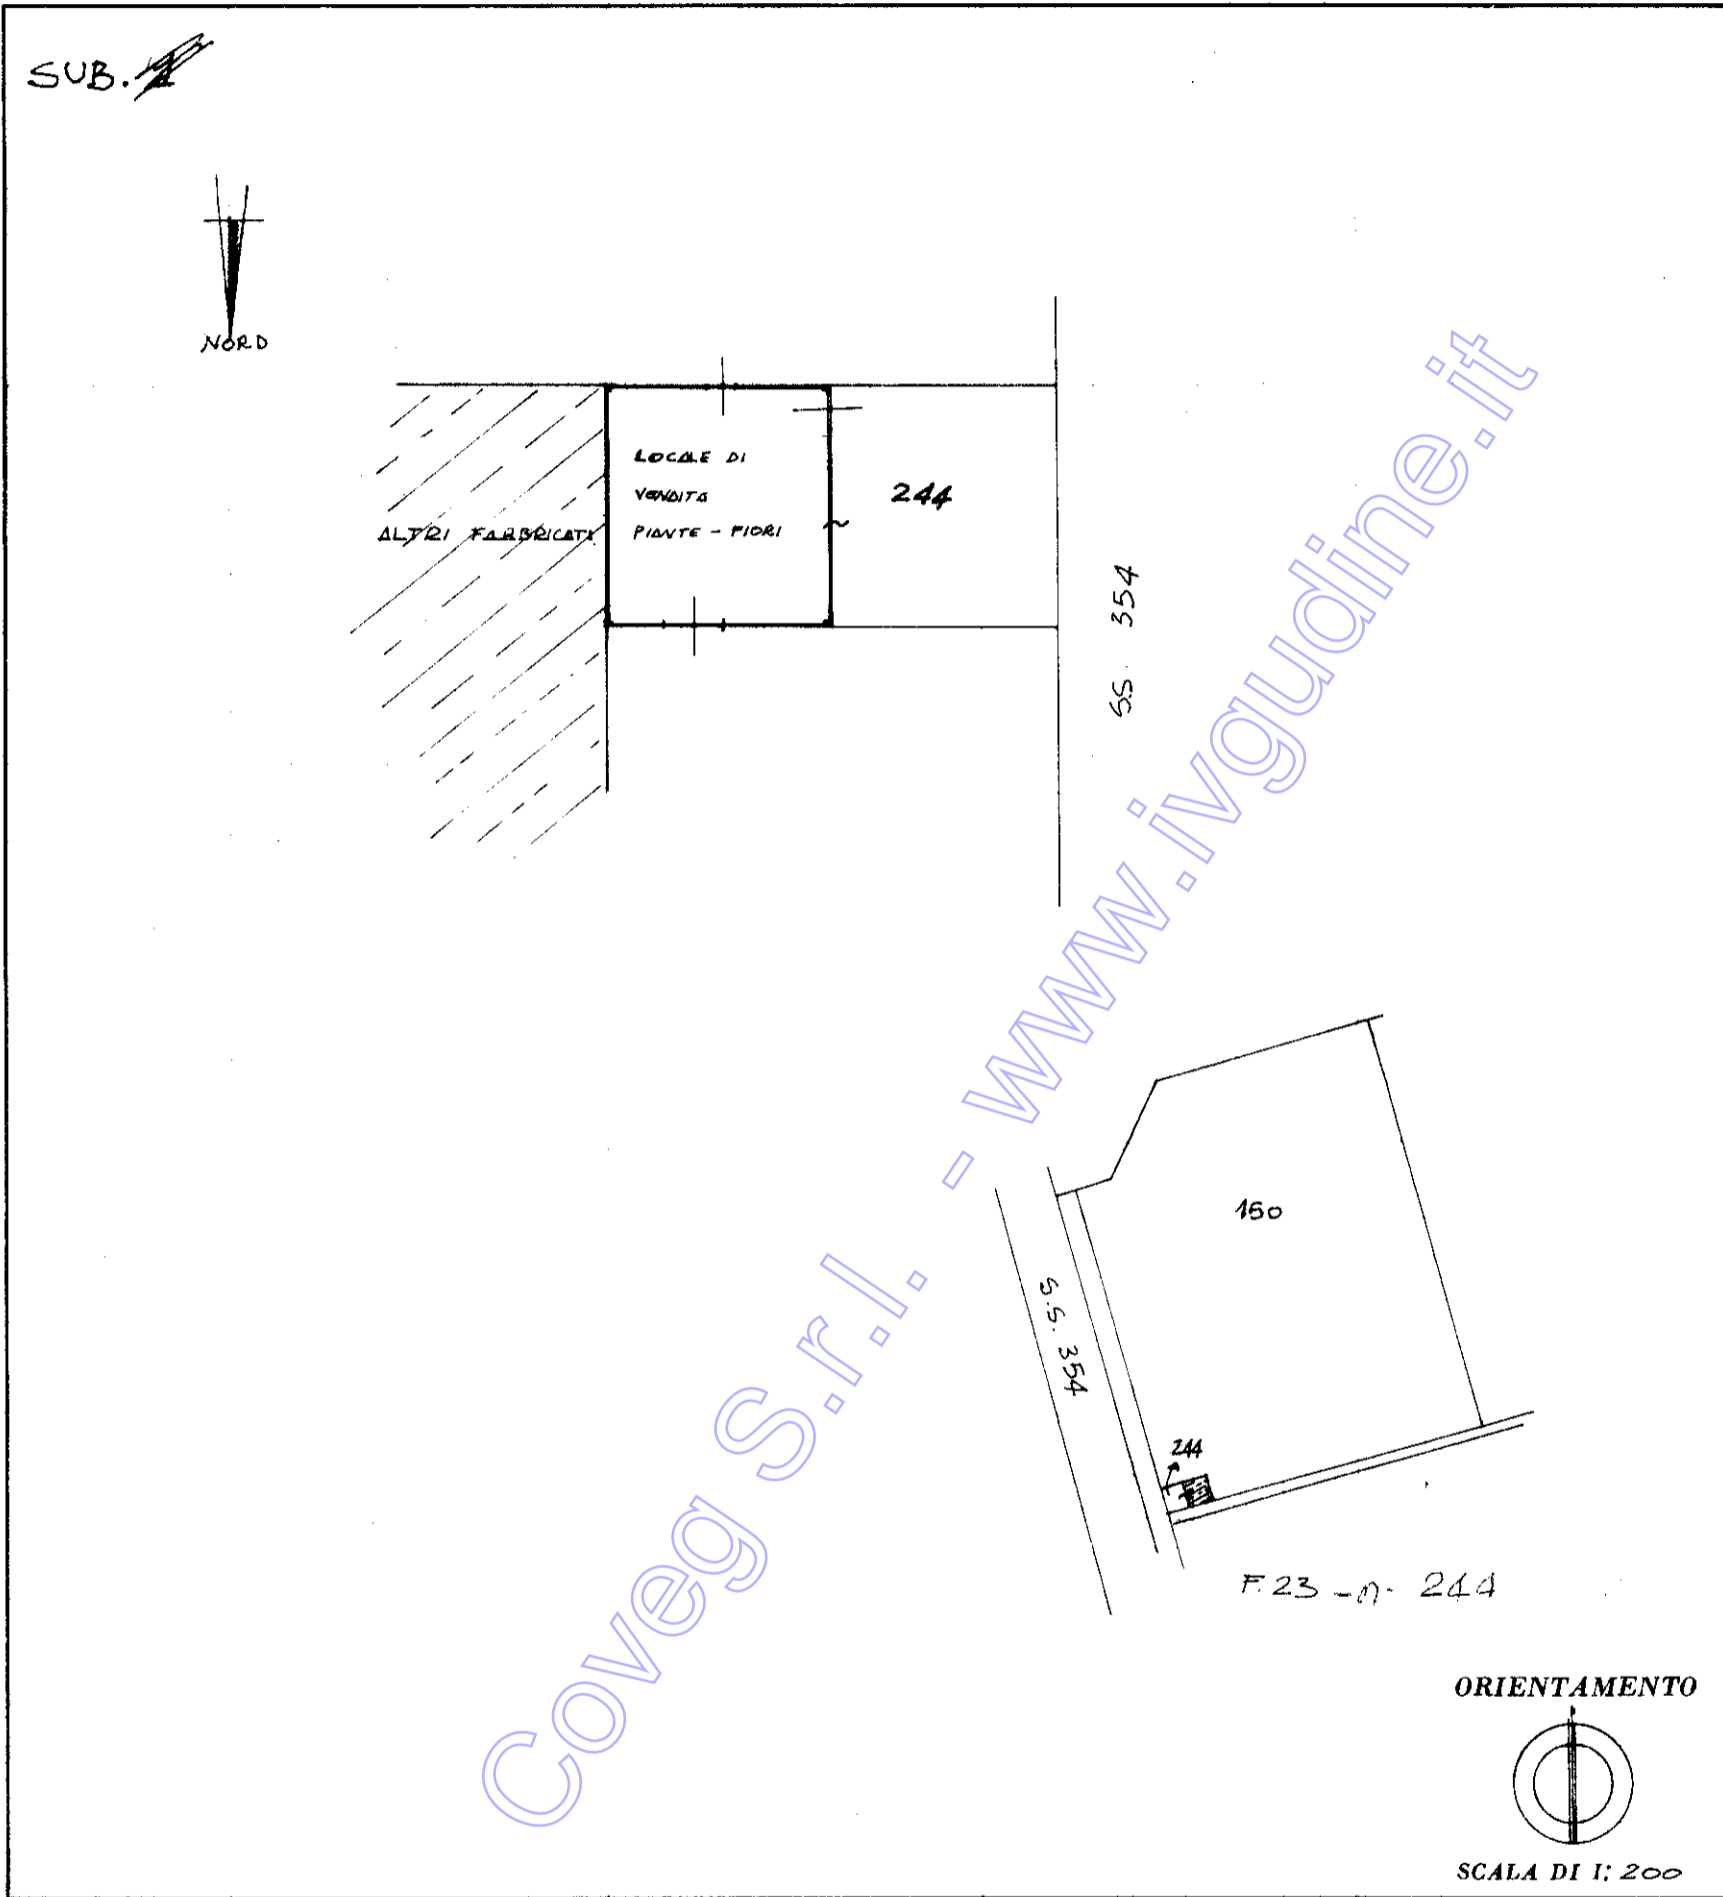 SUB.
NORD
LOCALE DI
VENDITA
PIANTE - FIORI
ALTRI FABBRICATI
244
SS. 354
150
S.S. 354
244
F. 23 - n. 244
ORIENTAMENTO
SCALA DI 1: 200
Coveg S.r.l. - www.ivgudine.it